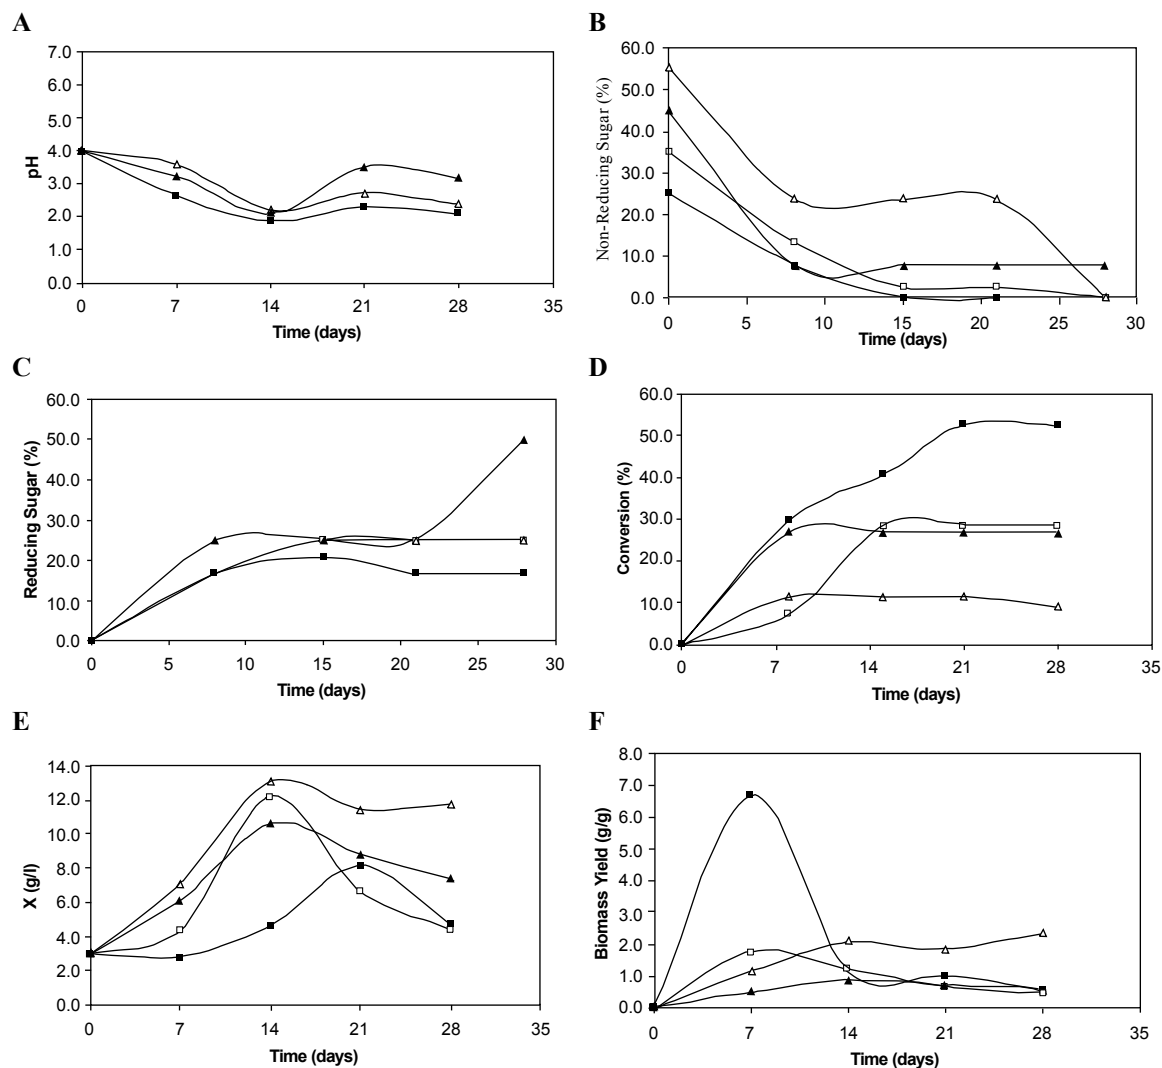 A
pH
7.0
6.0
5.0
4.0
3.0
2.0
1.0
0.0
0 7 14 21 28 35
Time (days)
B
Non-Reducing Sugar (%)
60.0
50.0
40.0
30.0
20.0
10.0
0.0
0 5 10 15 20 25 30
Time (days)
C
Reducing Sugar (%)
60.0
50.0
40.0
30.0
20.0
10.0
0.0
0 5 10 15 20 25 30
Time (days)
D
Conversion (%)
60.0
50.0
40.0
30.0
20.0
10.0
0.0
0 7 14 21 28 35
Time (days)
E
X (g/l)
14.0
12.0
10.0
8.0
6.0
4.0
2.0
0.0
0 7 14 21 28 35
Time (days)
F
Biomass Yield (g/g)
8.0
7.0
6.0
5.0
4.0
3.0
2.0
1.0
0.0
0 7 14 21 28 35
Time (days)